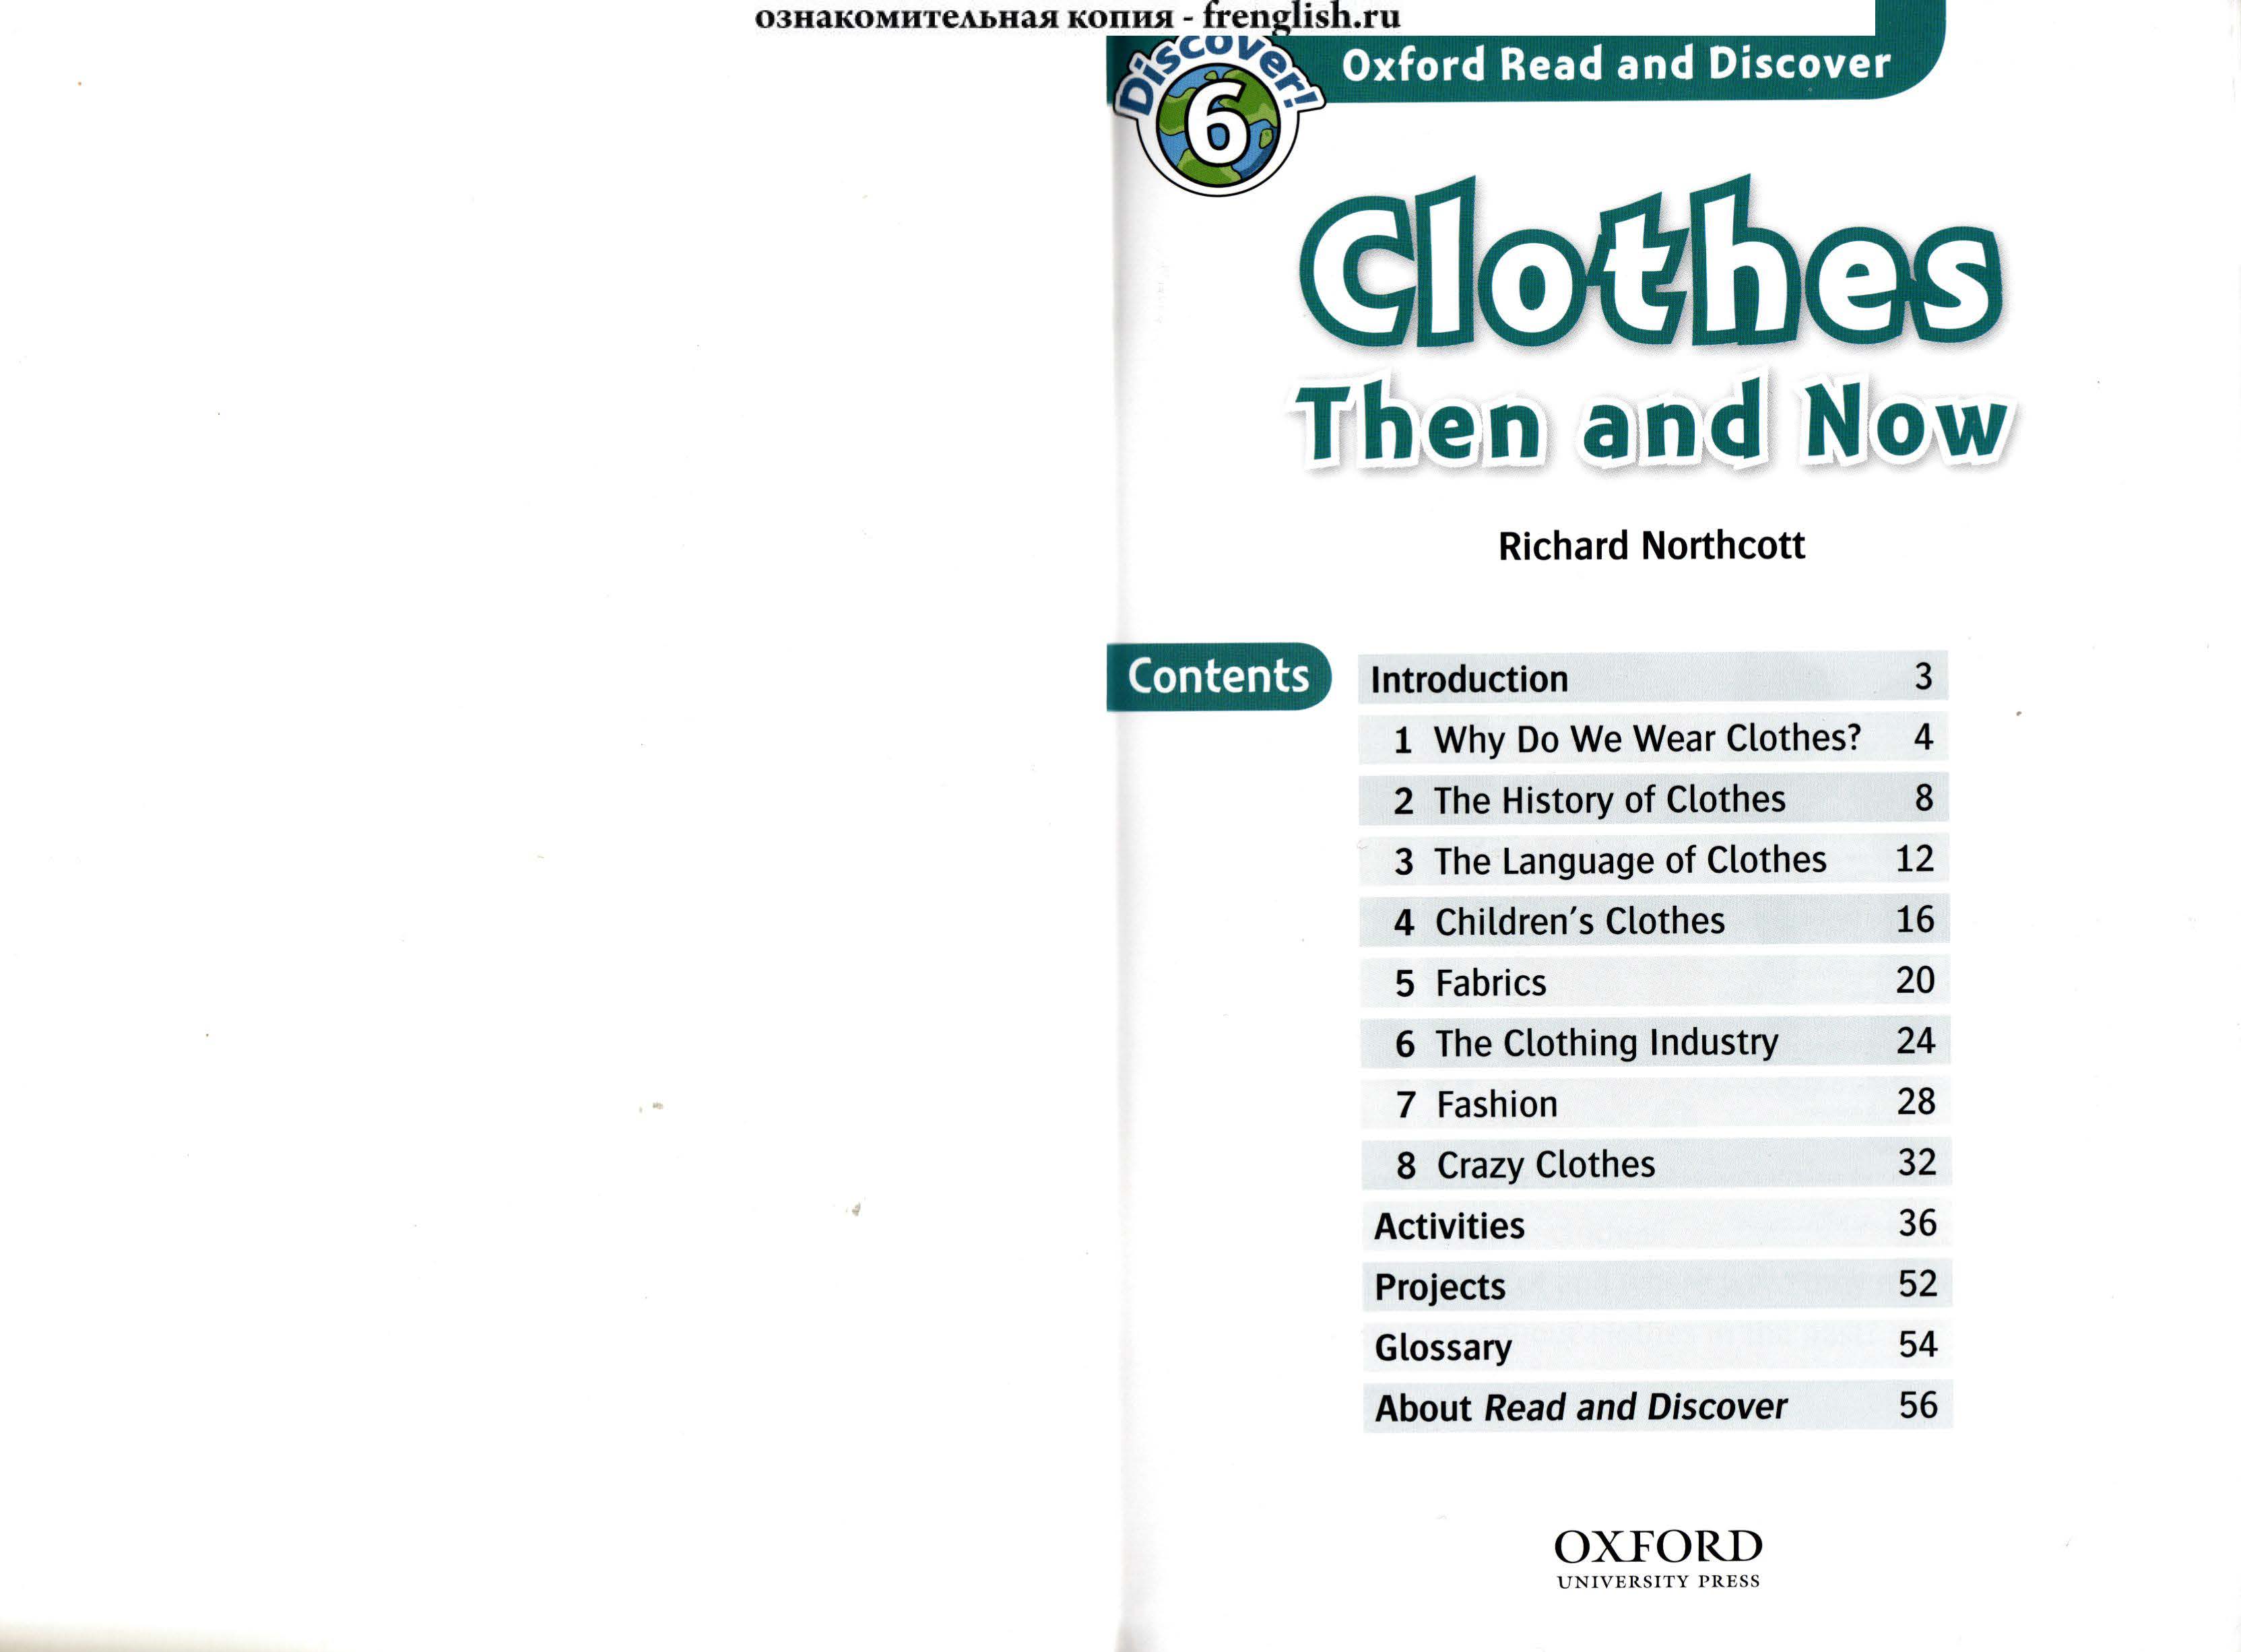 ознакомительная копия - frenglish.ru
Discover!
6
Oxford Read and Discover
Clothes
Then and Now
Richard Northcott
Contents
Introduction 3
1 Why Do We Wear Clothes? 4
2 The History of Clothes 8
3 The Language of Clothes 12
4 Children's Clothes 16
5 Fabrics 20
6 The Clothing Industry 24
7 Fashion 28
8 Crazy Clothes 32
Activities 36
Projects 52
Glossary 54
About Read and Discover 56
OXFORD
UNIVERSITY PRESS